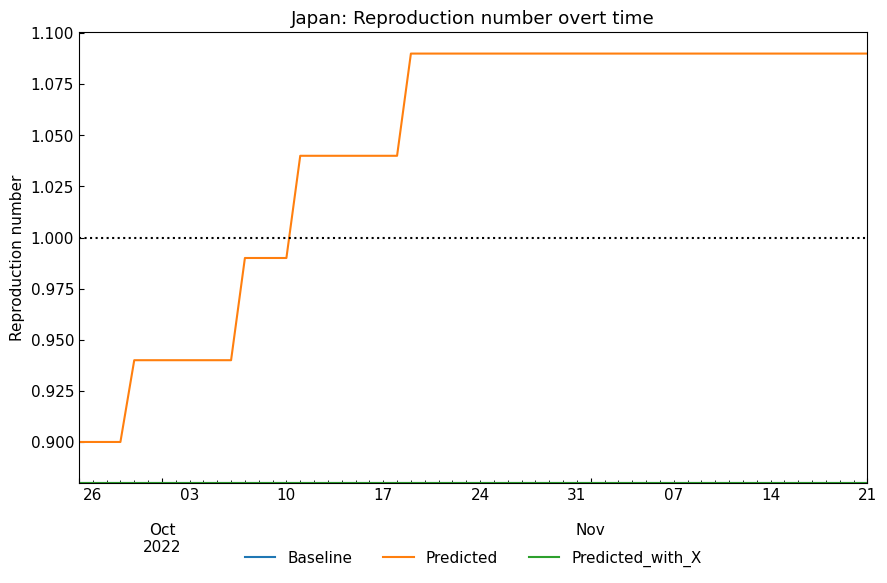 Japan: Reproduction number overt time
Reproduction number
1.100
1.075
1.050
1.025
1.000
0.975
0.950
0.925
0.900
26 03 10 17 24 31 07 14 21
Oct Nov
2022
Baseline Predicted Predicted_with_X